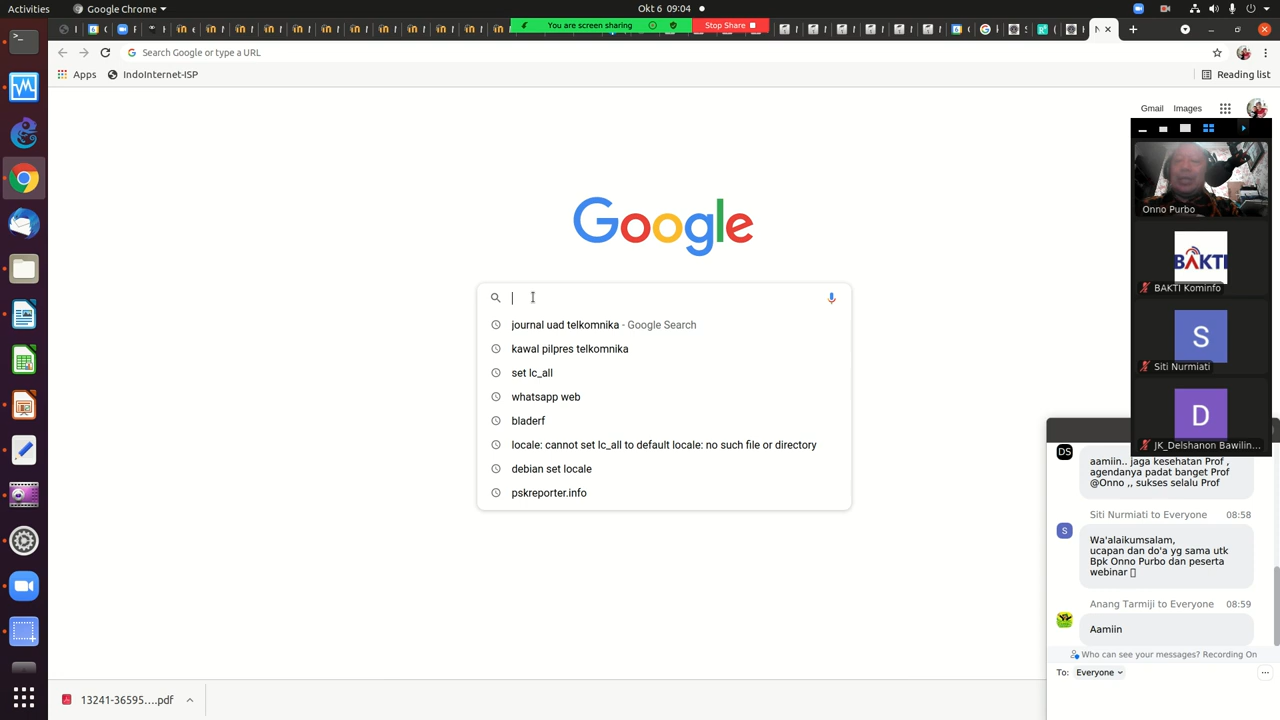 Activities
Google Chrome
Okt 6 09:04
You are screen sharing
Stop Share
Search Google or type a URL
Apps
IndoInternet-ISP
Reading list
Gmail
Images
Google
journal uad telkomnika - Google Search
kawal pilpres telkomnika
set lc_all
whatsapp web
bladerf
locale: cannot set lc_all to default locale: no such file or directory
debian set locale
pskreporter.info
Onno Purbo
BAKTI
BAKTI Kominfo
S
Siti Nurmiati
D
JK_Delshanon Bawilin...
DS
aamiin.. jaga kesehatan Prof ,
agendanya padat banget Prof
@Onno ,, sukses selalu Prof
Siti Nurmiati to Everyone 08:58
S
Wa'alaikumsalam,
ucapan dan do'a yg sama utk
Bpk Onno Purbo dan peserta
webinar
Anang Tarmiji to Everyone 08:59
Aamiin
Who can see your messages? Recording On
To: Everyone
13241-36595....pdf